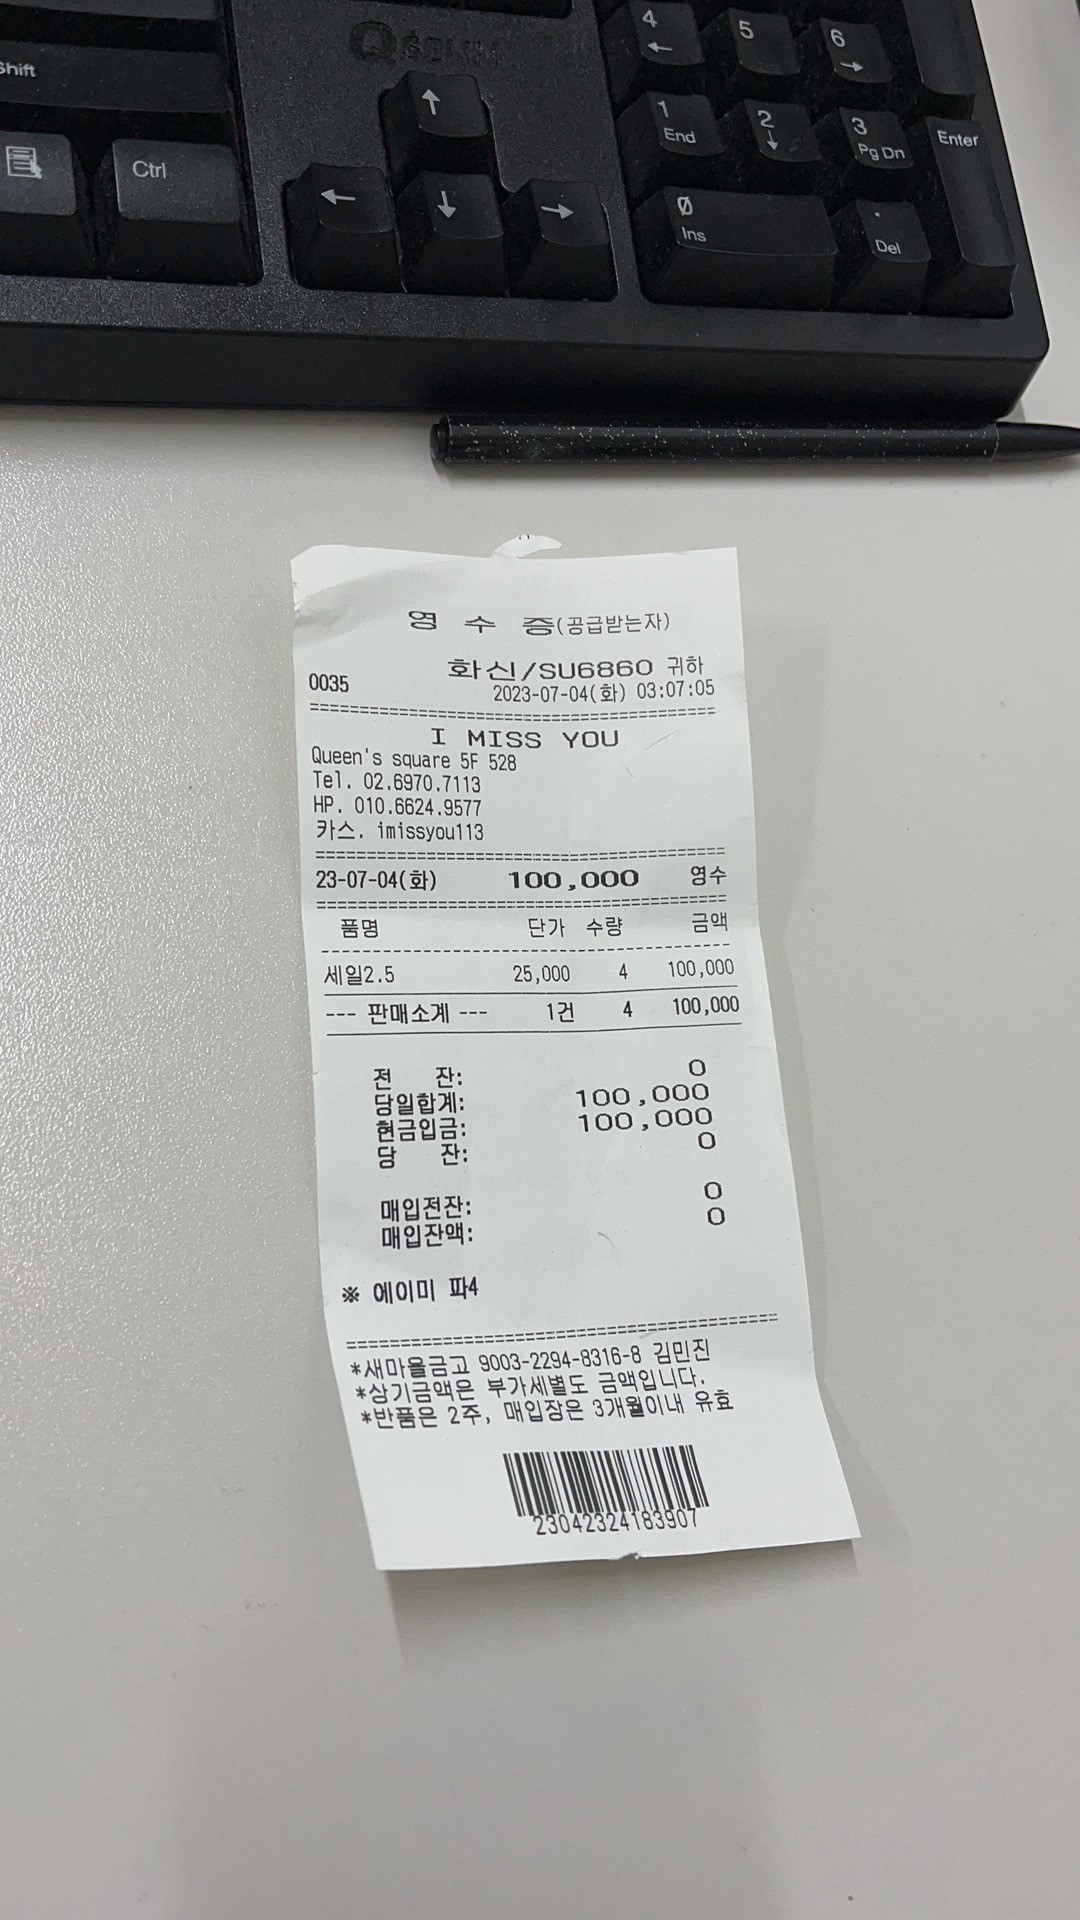 4 5 6
Shift
1 End 2 3 Pg Dn Enter
Ctrl
0 Ins . Del
영 수 증(공급받는자)
화신/SU6860 귀하
0035 2023-07-04(화) 03:07:05
=============================================
I MISS YOU
Queen's square 5F 528
Tel. 02.6970.7113
HP. 010.6624.9577
카스. imissyou113
=============================================
23-07-04(화) 100,000 영수
=============================================
품명 단가 수량 금액
---------------------------------------------
세일2.5 25,000 4 100,000
--- 판매소계 --- 1건 4 100,000
전 잔: 0
당일합계: 100,000
현금입금: 100,000
당 잔: 0
매입전잔: 0
매입잔액: 0
※ 에이미 파4
=============================================
*새마을금고 9003-2294-8316-8 김민진
*상기금액은 부가세별도 금액입니다.
*반품은 2주, 매입장은 3개월이내 유효
23042324183907